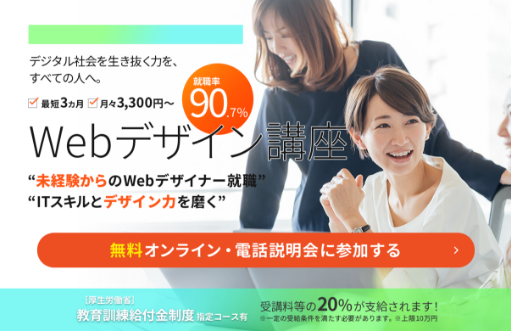 デジタル社会を生き抜く力を、
すべての人へ。
最短3ヵ月 月々3,300円〜
就職率
90.7%
Webデザイン講座
“未経験からのWebデザイナー就職”
“ITスキルとデザイン力を磨く”
無料オンライン・電話説明会に参加する
［厚生労働省］
教育訓練給付金制度 指定コース有
受講料等の20%が支給されます！
※一定の受給条件を満たす必要があります。※上限10万円